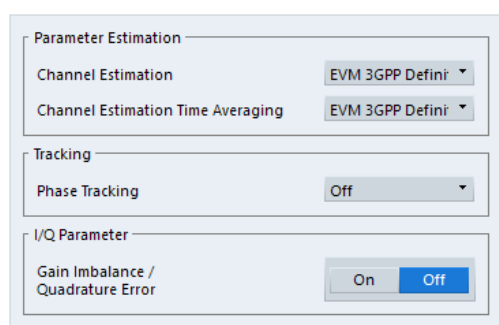 Parameter Estimation
Channel Estimation EVM 3GPP Defini
Channel Estimation Time Averaging EVM 3GPP Defini
Tracking
Phase Tracking Off
I/Q Parameter
Gain Imbalance /
Quadrature Error On Off